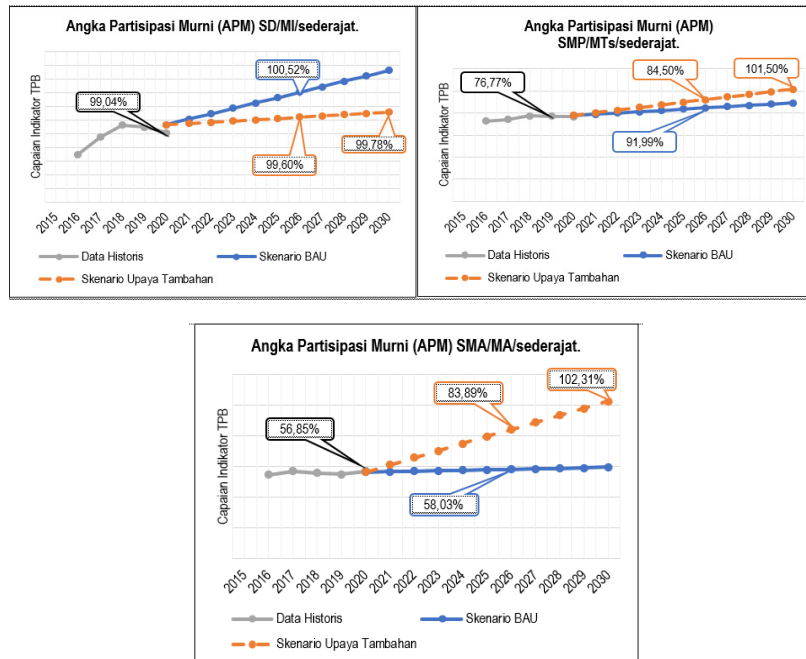 Angka Partisipasi Murni (APM) SD/MI/sederajat.
Capaian Indikator TPB
99,04%
100,52%
99,60%
99,78%
2015 2016 2017 2018 2019 2020 2021 2022 2023 2024 2025 2026 2027 2028 2029 2030
Data Historis
Skenario BAU
Skenario Upaya Tambahan
Angka Partisipasi Murni (APM)
SMP/MTs/sederajat.
Capaian Indikator TPB
76,77%
84,50%
101,50%
91,99%
2015 2016 2017 2018 2019 2020 2021 2022 2023 2024 2025 2026 2027 2028 2029 2030
Data Historis
Skenario BAU
Skenario Upaya Tambahan
Angka Partisipasi Murni (APM) SMA/MA/sederajat.
Capaian Indikator TPB
56,85%
83,89%
102,31%
58,03%
2015 2016 2017 2018 2019 2020 2021 2022 2023 2024 2025 2026 2027 2028 2029 2030
Data Historis
Skenario BAU
Skenario Upaya Tambahan